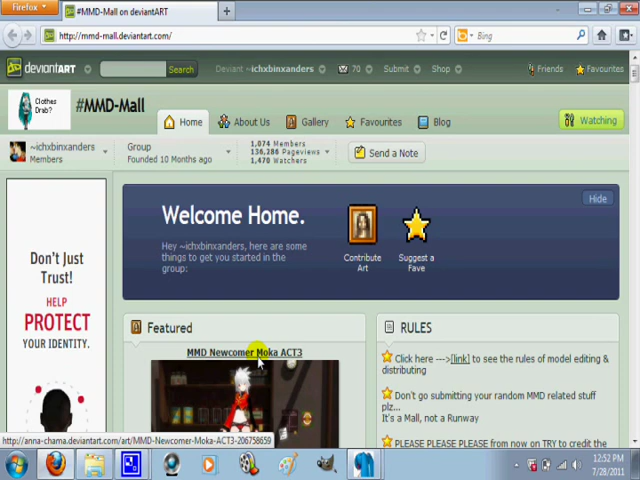 Firefox
#MMD-Mall on deviantART
http://mmd-mall.deviantart.com/
Bing
deviantART
Search
Deviant ~ichxbinxanders
70
Submit
Shop
Friends
Favourites
Clothes
Drab?
#MMD-Mall
Home
About Us
Gallery
Favourites
Blog
Watching
~ichxbinxanders
Members
Group
Founded 10 Months ago
1,074 Members
136,286 Pageviews
1,470 Watchers
Send a Note
Don't Just
Trust!
HELP
PROTECT
YOUR IDENTITY.
Hide
Welcome Home.
Hey ~ichxbinxanders, here are some
things to get you started in the
group:
Contribute
Art
Suggest a
Fave
Featured
MMD Newcomer Moka ACT3
RULES
Click here --->[link] to see the rules of model editing &
distributing
Don't go submitting your random MMD related stuff
plz...
It's a Mall, not a Runway
PLEASE PLEASE PLEASE from now on TRY to credit the
http://anna-chama.deviantart.com/art/MMD-Newcomer-Moka-ACT3-206758659
12:52 PM
7/28/2011